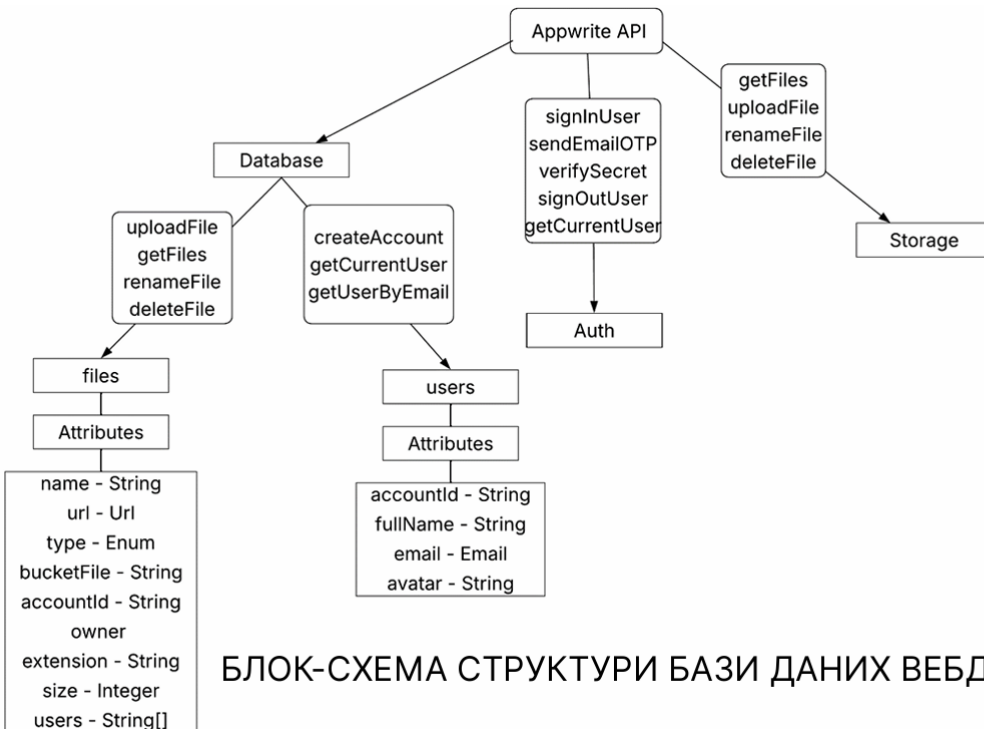 Appwrite API
getFiles
uploadFile
renameFile
deleteFile
signInUser
sendEmailOTP
verifySecret
signOutUser
getCurrentUser
Database
uploadFile
getFiles
renameFile
deleteFile
createAccount
getCurrentUser
getUserByEmail
Storage
Auth
files
users
Attributes
Attributes
name - String
url - Url
type - Enum
bucketFile - String
accountId - String
owner
extension - String
size - Integer
users - String[]
accountId - String
fullName - String
email - Email
avatar - String
БЛОК-СХЕМА СТРУКТУРИ БАЗИ ДАНИХ